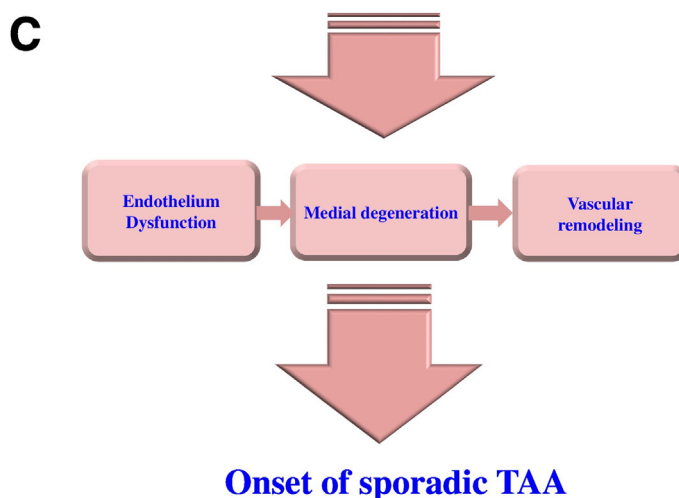 C
Endothelium
Dysfunction
Medial degeneration
Vascular
remodeling
Onset of sporadic TAA